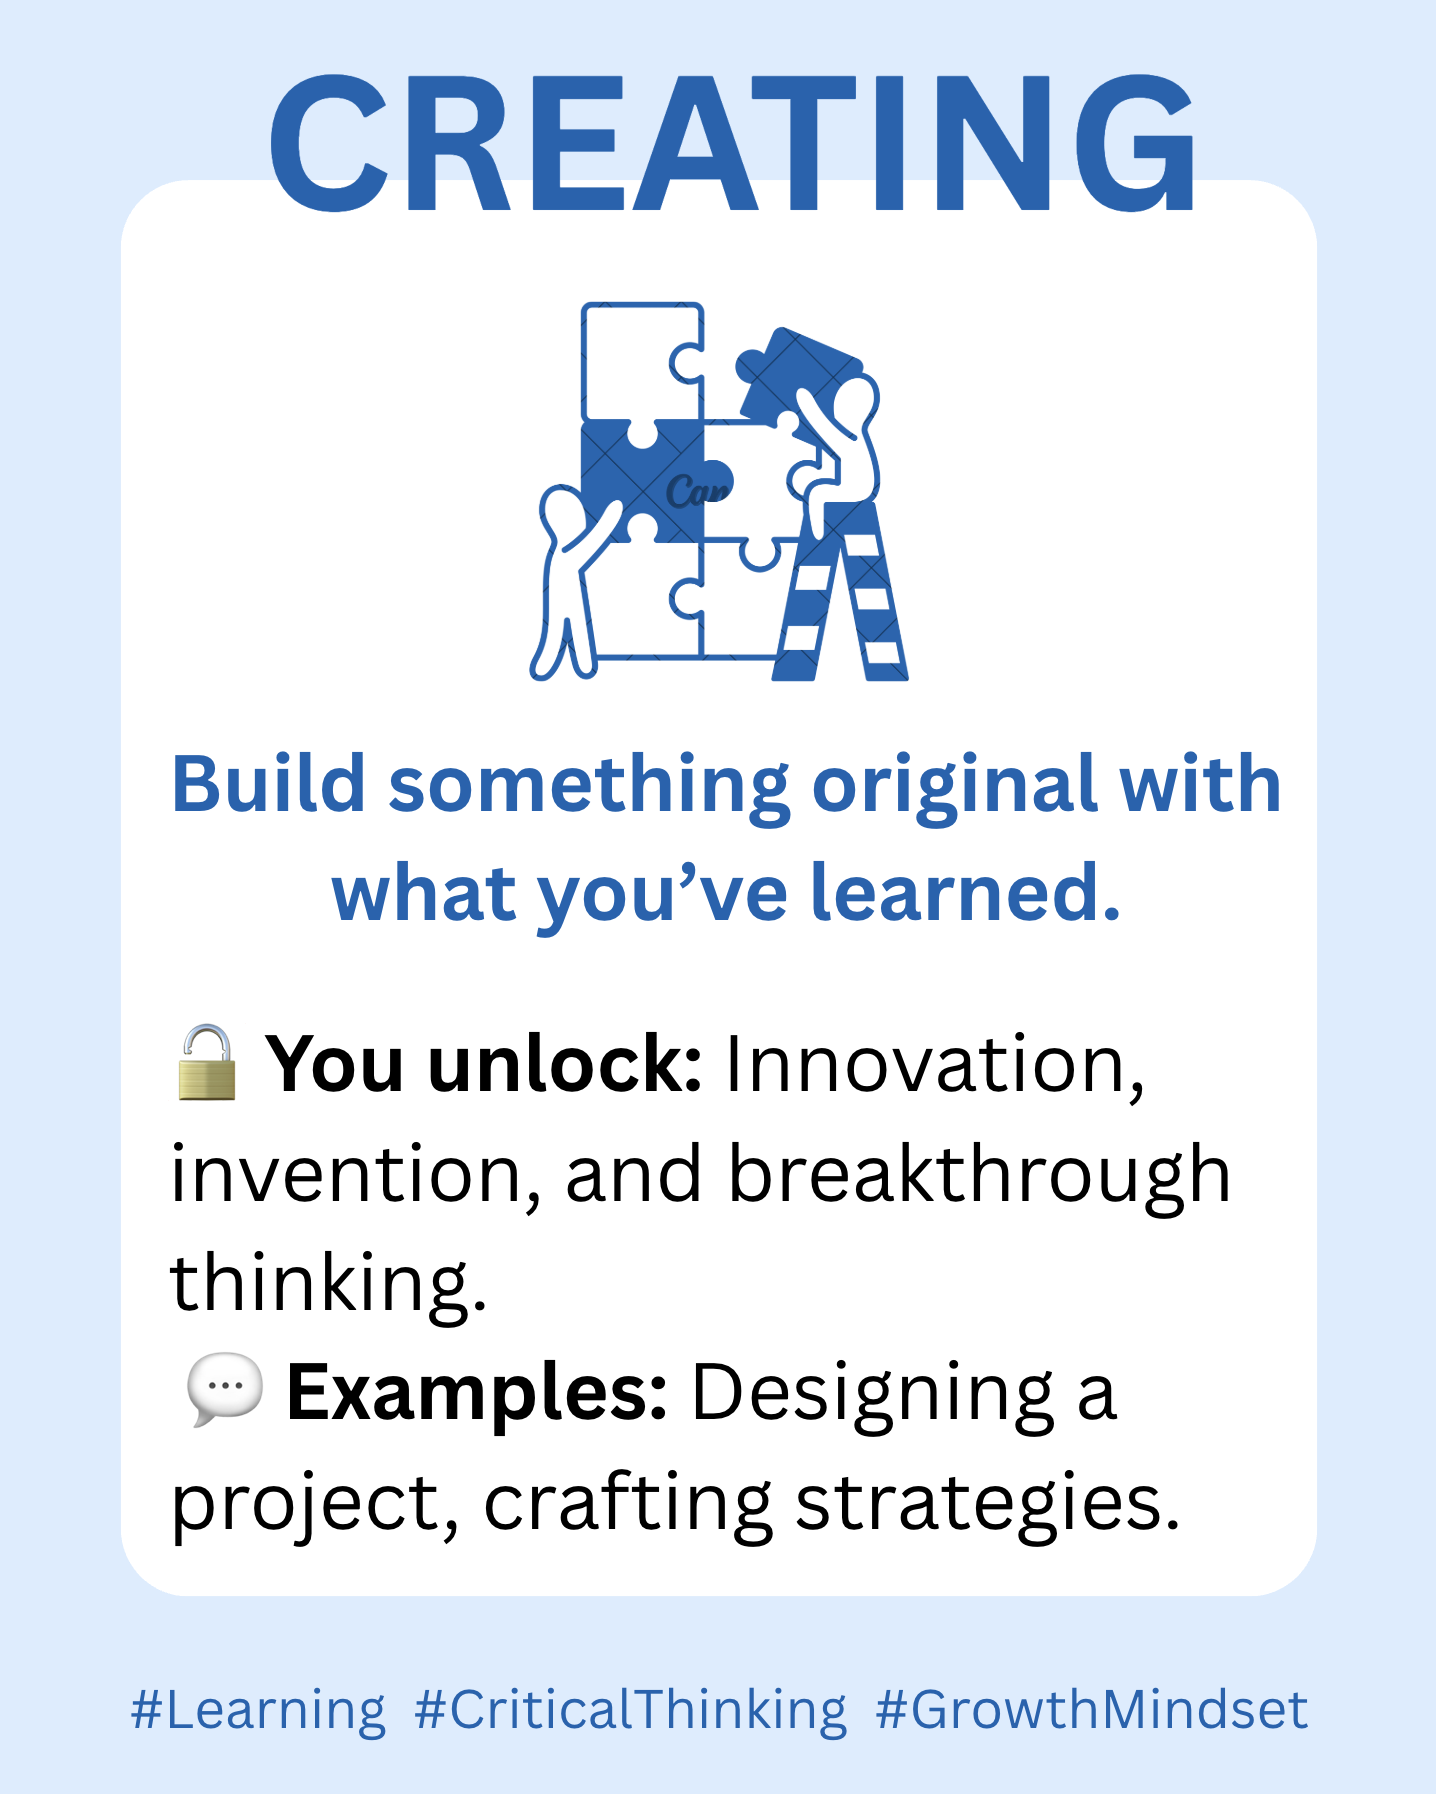 CREATING
Can
Build something original with
what you’ve learned.
🔓 You unlock: Innovation,
invention, and breakthrough
thinking.
💬 Examples: Designing a
project, crafting strategies.
#Learning #CriticalThinking #GrowthMindset